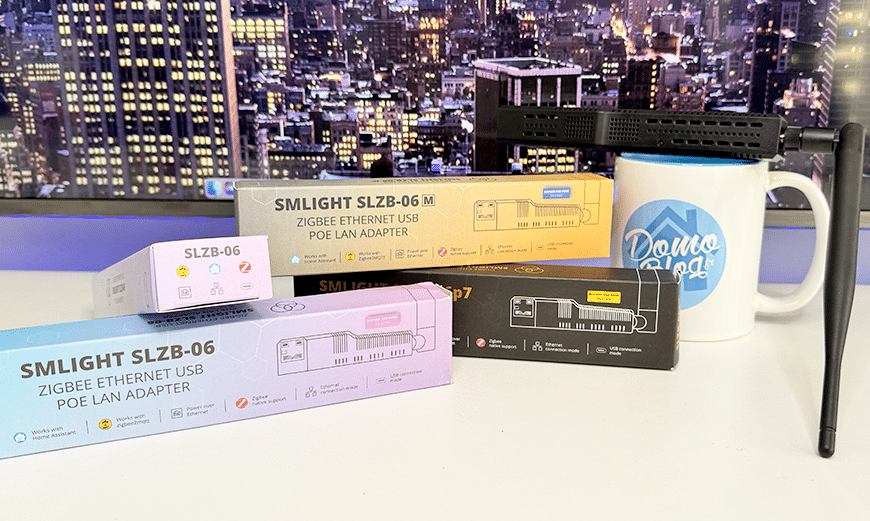 SMLIGHT SLZB-06 M
ZIGBEE ETHERNET USB
POE LAN ADAPTER
Works with
Home Assistant
Works with
Zigbee2MQTT
Power over
Ethernet
Zigbee
native support
Ethernet
connection mode
USB connection
mode
SLZB-06
SMLIGHT
p7
Zigbee
native support
Ethernet
connection mode
USB connection
mode
SMLIGHT SLZB-06
ZIGBEE ETHERNET USB
POE LAN ADAPTER
Works with
Home Assistant
Works with
zigbee2mqtt
Power over
Ethernet
Zigbee
native support
Ethernet
connection mode
USB connection
mode
Domo
Blog.fr